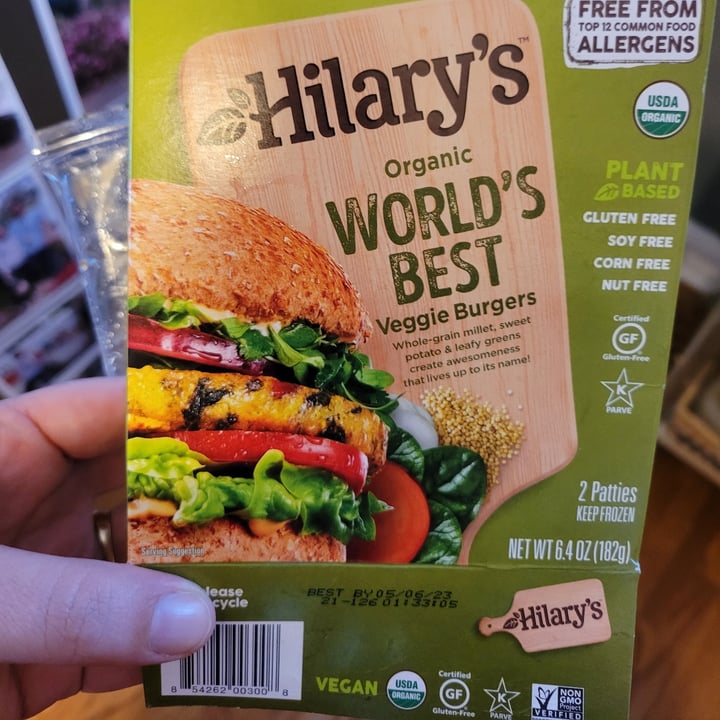 FREE FROM
TOP 12 COMMON FOOD
ALLERGENS
Hilary's™
USDA
ORGANIC
Organic
WORLD'S
BEST
Veggie Burgers
Whole-grain millet, sweet
potato & leafy greens
create awesomeness
that lives up to its name!
PLANT
BASED
GLUTEN FREE
SOY FREE
CORN FREE
NUT FREE
Certified
GF
Gluten-Free
K
PARVE
2 Patties
KEEP FROZEN
NET WT 6.4 OZ (182g)
Serving Suggestion
lease
cycle
BEST BY 05/06/23
21-126 01:33:05
Hilary's
8 54262 00300 8
VEGAN
USDA
ORGANIC
Certified
GF
Gluten-Free
K
PARVE
NON
GMO
Project
VERIFIED